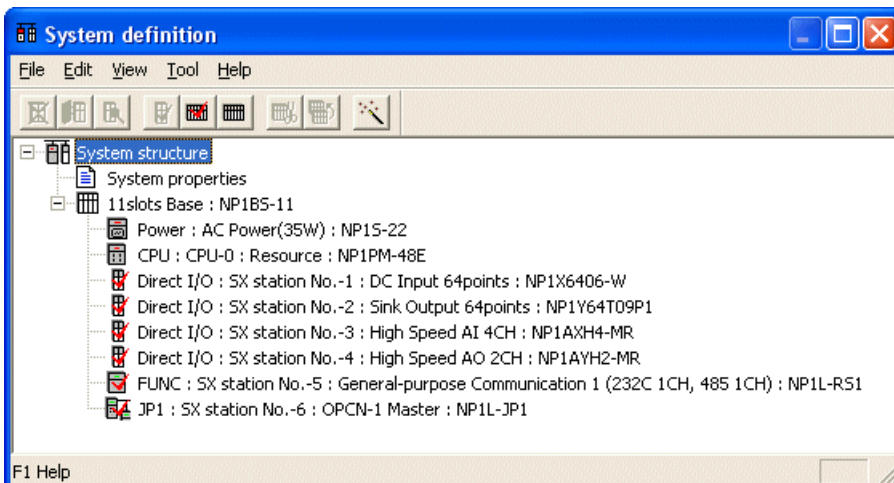 System definition
File Edit View Tool Help
System structure
System properties
11slots Base : NP1BS-11
Power : AC Power(35W) : NP1S-22
CPU : CPU-0 : Resource : NP1PM-48E
Direct I/O : SX station No.-1 : DC Input 64points : NP1X6406-W
Direct I/O : SX station No.-2 : Sink Output 64points : NP1Y64T09P1
Direct I/O : SX station No.-3 : High Speed AI 4CH : NP1AXH4-MR
Direct I/O : SX station No.-4 : High Speed AO 2CH : NP1AYH2-MR
FUNC : SX station No.-5 : General-purpose Communication 1 (232C 1CH, 485 1CH) : NP1L-RS1
JP1 : SX station No.-6 : OPCN-1 Master : NP1L-JP1
F1 Help